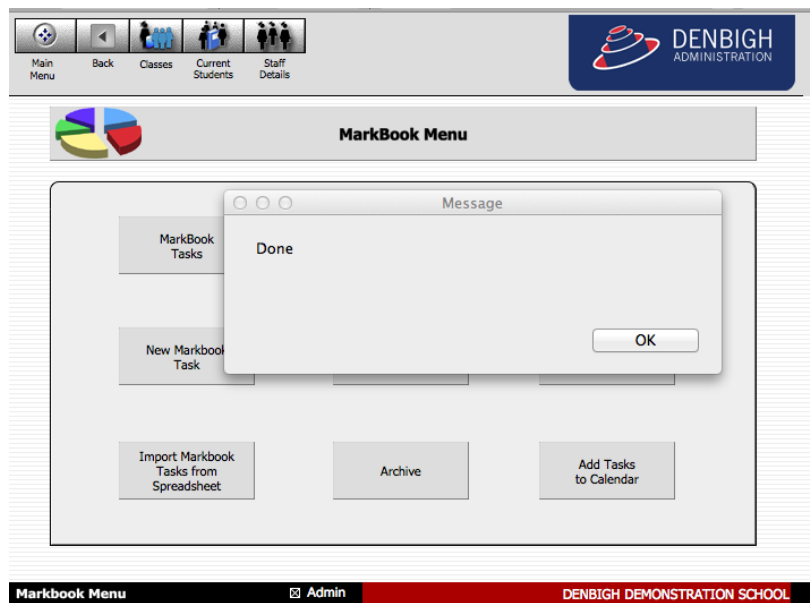 Main
Menu
Back
Classes
Current
Students
Staff
Details
DENBIGH
ADMINISTRATION
MarkBook Menu
Message
Done
OK
MarkBook
Tasks
New Markbook
Task
Import Markbook
Tasks from
Spreadsheet
Archive
Add Tasks
to Calendar
Markbook Menu
Admin
DENBIGH DEMONSTRATION SCHOOL